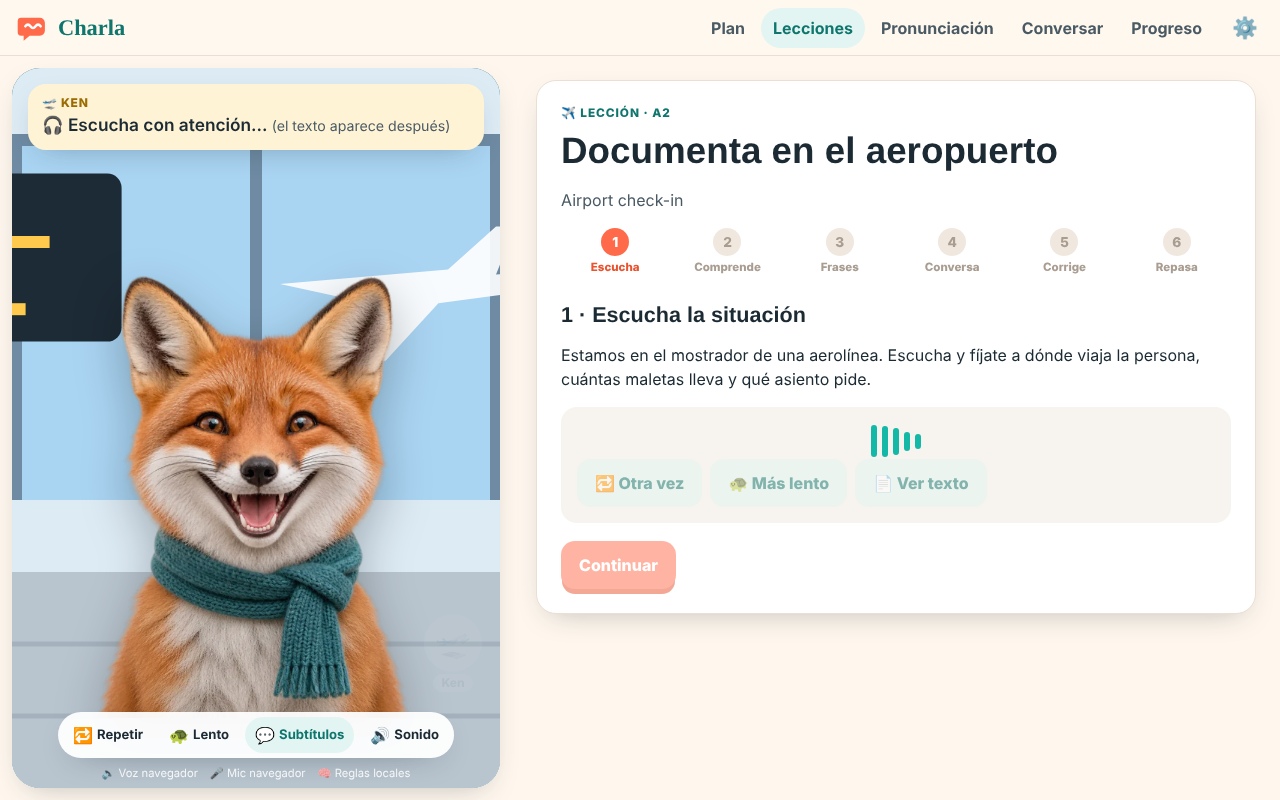 Charla
Plan
Lecciones
Pronunciación
Conversar
Progreso
KEN
Escucha con atención... (el texto aparece después)
Ken
Repetir
Lento
Subtítulos
Sonido
Voz navegador
Mic navegador
Reglas locales
LECCIÓN · A2
Documenta en el aeropuerto
Airport check-in
1
Escucha
2
Comprende
3
Frases
4
Conversa
5
Corrige
6
Repasa
1 · Escucha la situación
Estamos en el mostrador de una aerolínea. Escucha y fíjate a dónde viaja la persona,
cuántas maletas lleva y qué asiento pide.
Otra vez
Más lento
Ver texto
Continuar